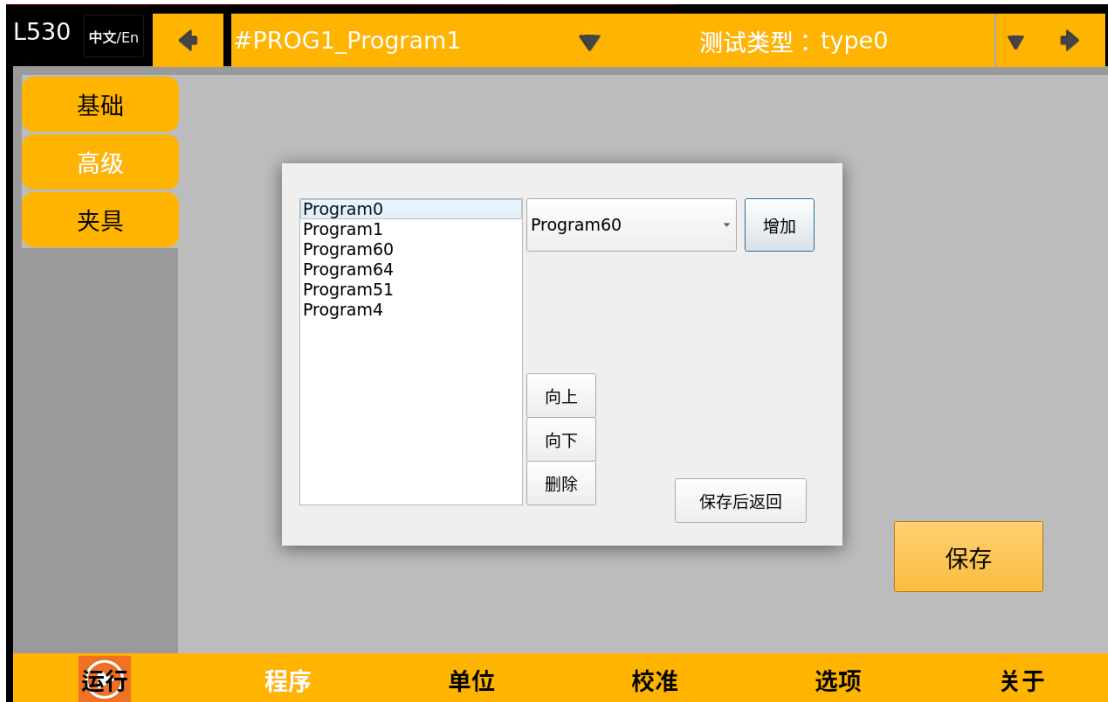 L530 中文/En #PROG1_Program1 测试类型：type0
基础
高级
夹具
Program0
Program1
Program60
Program64
Program51
Program4
Program60 增加
向上
向下
删除
保存后返回
保存
运行 程序 单位 校准 选项 关于